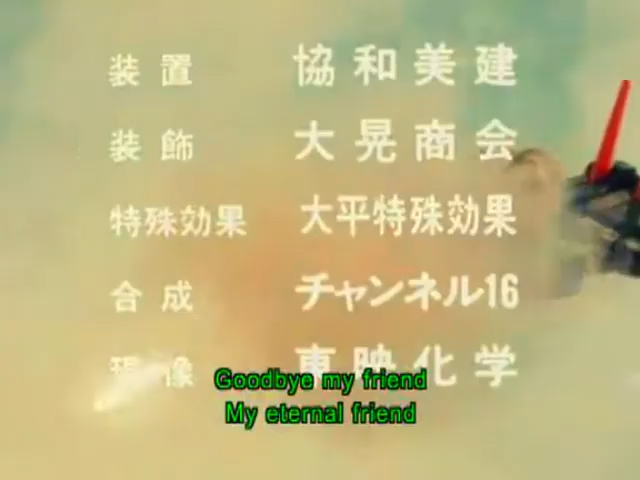 装置 協和美建
装飾 大晃商会
特殊効果 大平特殊効果
合成 チャンネル16
現像 東映化学
Goodbye my friend
My eternal friend